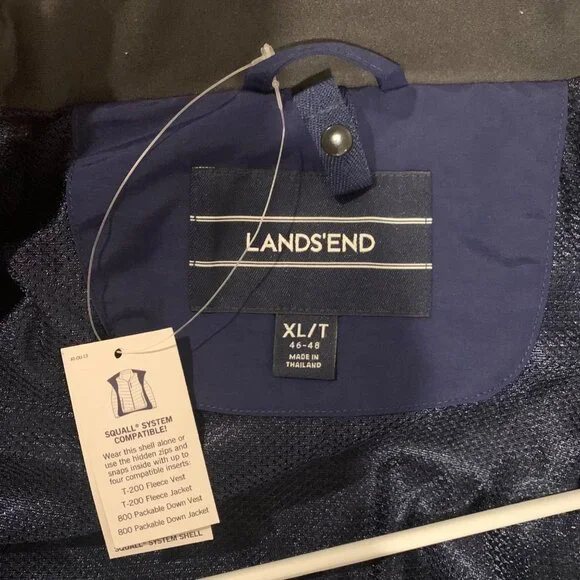 LANDS'END
XL/T
46-48
MADE IN
THAILAND
SQUALL® SYSTEM
COMPATIBLE!
Wear this shell alone or
use the hidden zips and
snaps inside with up to
four compatible inserts:
T-200 Fleece Vest
T-200 Fleece Jacket
800 Packable Down Vest
800 Packable Down Jacket
SQUALL® SYSTEM SHELL